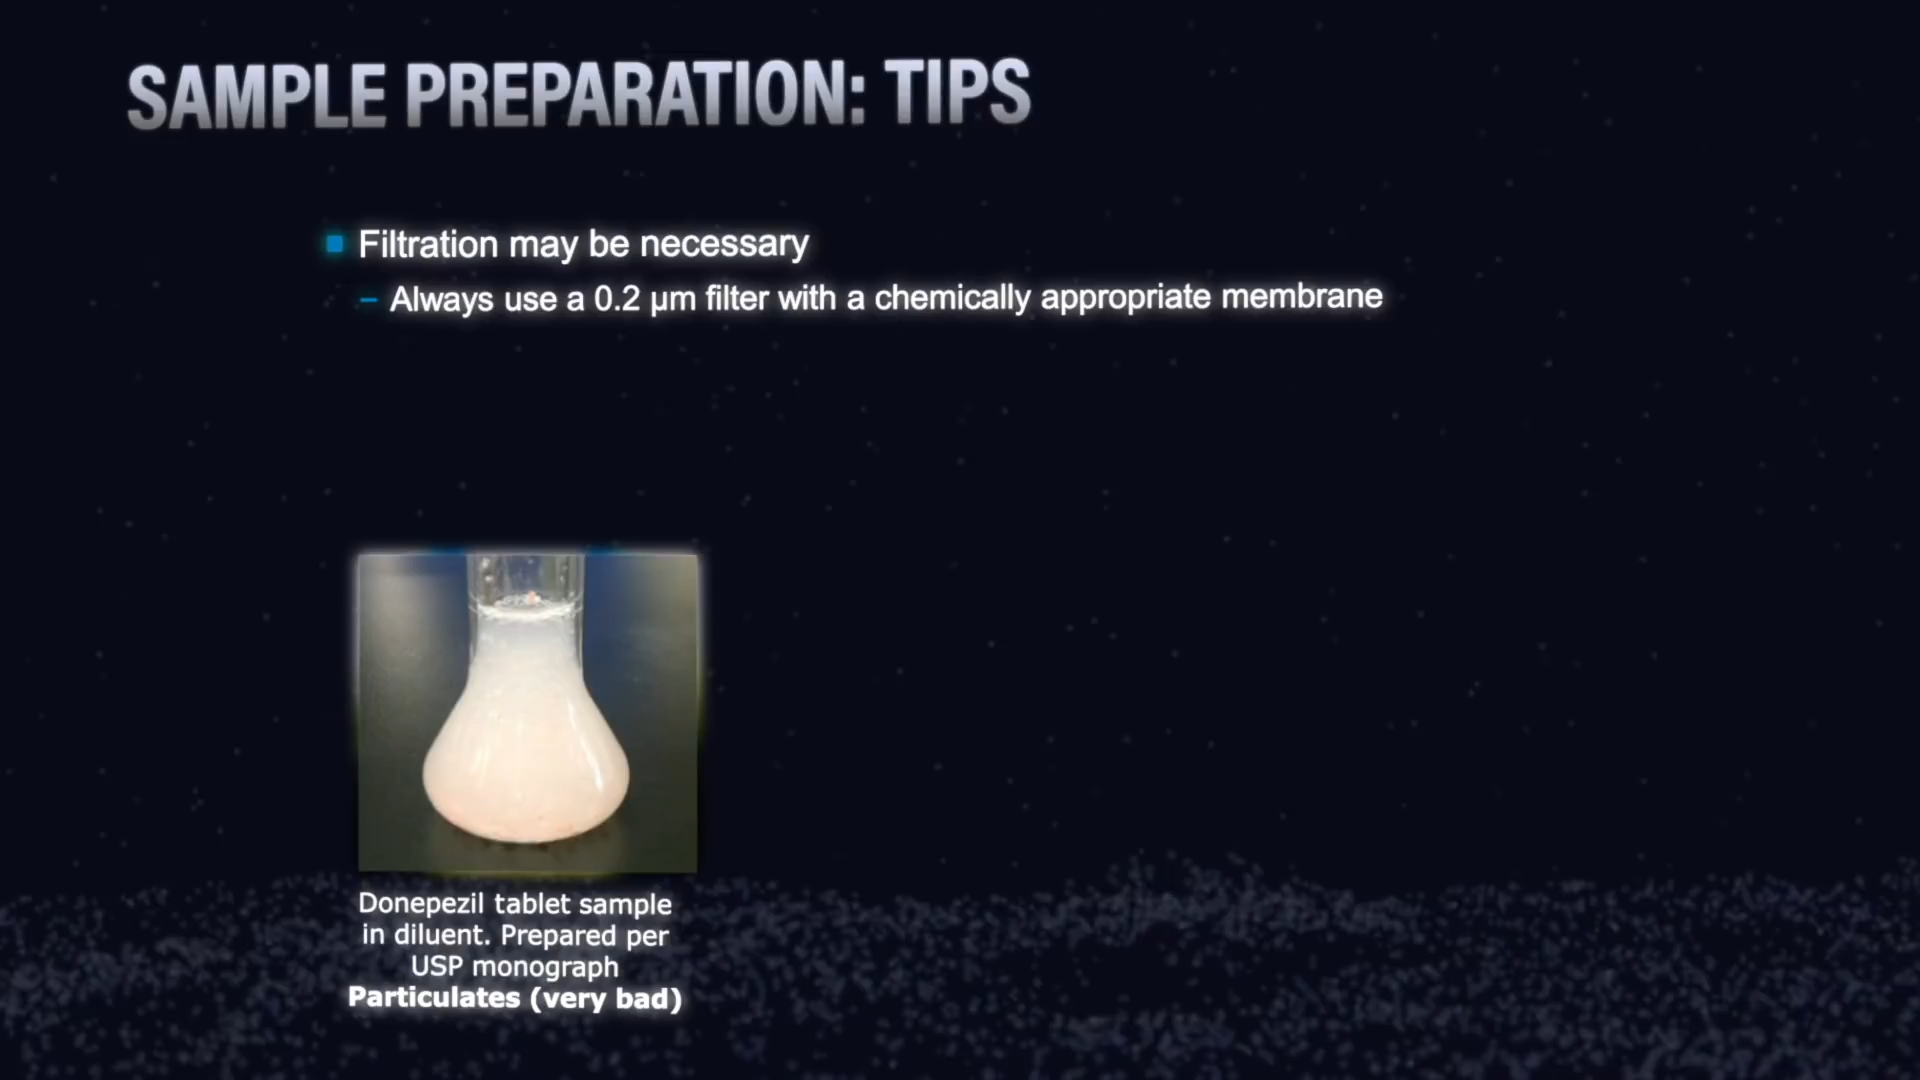 SAMPLE PREPARATION: TIPS
Filtration may be necessary
– Always use a 0.2 µm filter with a chemically appropriate membrane
Donepezil tablet sample
in diluent. Prepared per
USP monograph
Particulates (very bad)